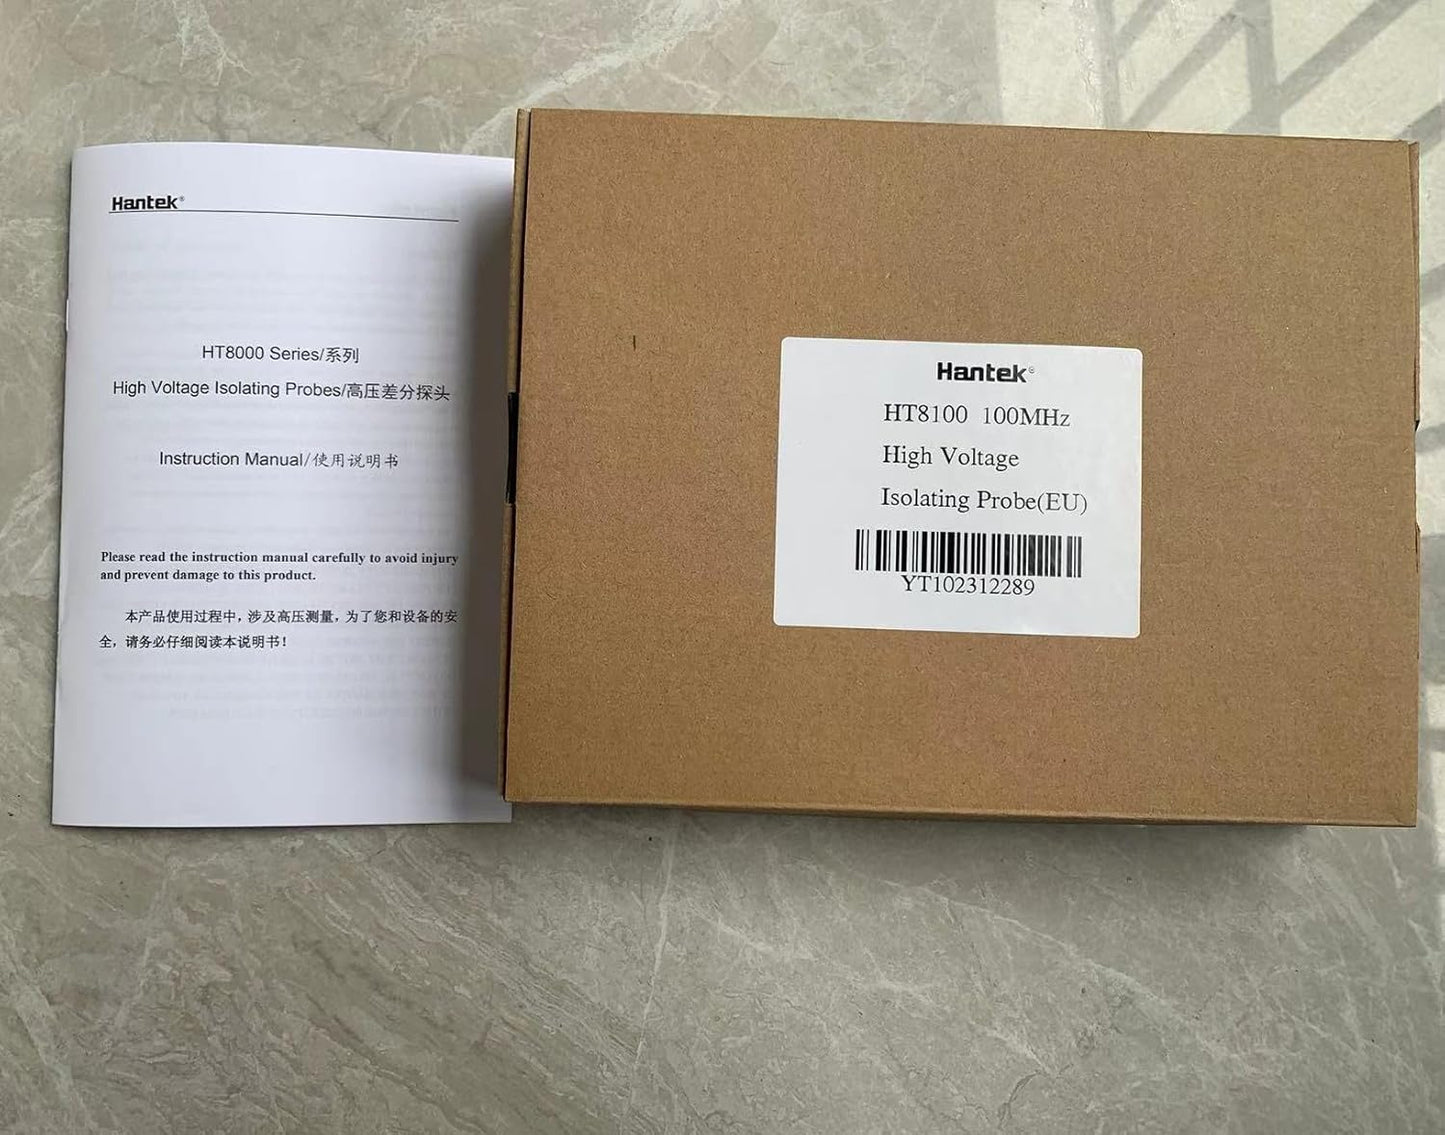 Hantek®
HT8000 Series/系列
High Voltage Isolating Probes/高压差分探头
Instruction Manual/使用说明书
Please read the instruction manual carefully to avoid injury
and prevent damage to this product.
本产品使用过程中，涉及高压测量，为了您和设备的安
全，请务必仔细阅读本说明书！
Hantek®
HT8100 100MHz
High Voltage
Isolating Probe(EU)
YT102312289